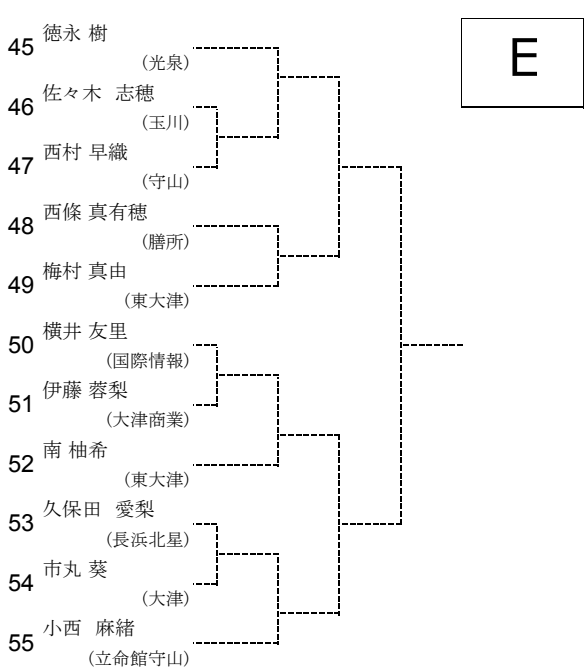 E
45 徳永 樹
(光泉)
46 佐々木 志穂
(玉川)
47 西村 早織
(守山)
48 西條 真有穂
(膳所)
49 梅村 真由
(東大津)
50 横井 友里
(国際情報)
51 伊藤 蓉梨
(大津商業)
52 南 柚希
(東大津)
53 久保田 愛梨
(長浜北星)
54 市丸 葵
(大津)
55 小西 麻緒
(立命館守山)